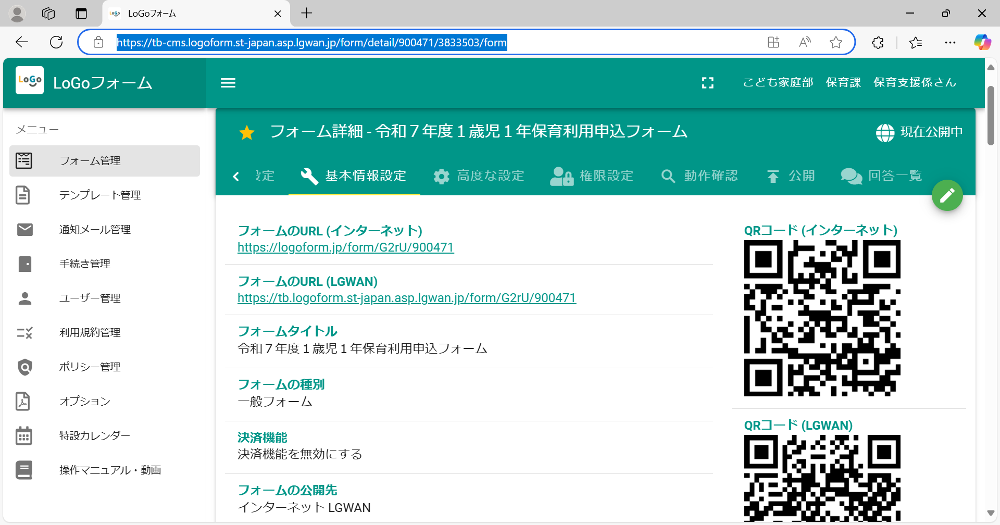 LoGoフォーム
https://tb-cms.logoform.st-japan.asp.lgwan.jp/form/detail/900471/3833503/form
LoGo
LoGoフォーム
こども家庭部 保育課 保育支援係さん
メニュー
フォーム管理
テンプレート管理
通知メール管理
手続き管理
ユーザー管理
利用規約管理
ポリシー管理
オプション
特設カレンダー
操作マニュアル・動画
フォーム詳細 - 令和７年度１歳児１年保育利用申込フォーム
現在公開中
設定 基本情報設定 高度な設定 権限設定 動作確認 公開 回答一覧
フォームのURL (インターネット)
https://logoform.jp/form/G2rU/900471
フォームのURL (LGWAN)
https://tb.logoform.st-japan.asp.lgwan.jp/form/G2rU/900471
フォームタイトル
令和７年度１歳児１年保育利用申込フォーム
フォームの種別
一般フォーム
決済機能
決済機能を無効にする
フォームの公開先
インターネット LGWAN
QRコード (インターネット)
QRコード (LGWAN)